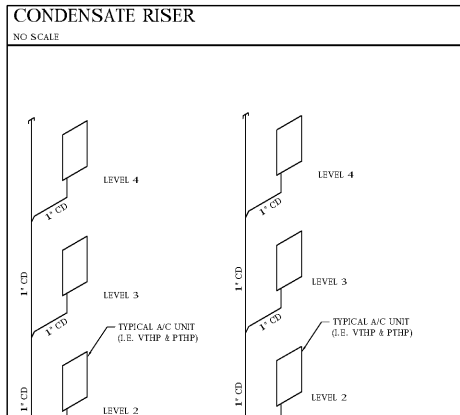 CONDENSATE RISER
NO SCALE
LEVEL 4
1" CD
1" CD
LEVEL 3
1" CD
TYPICAL A/C UNIT
(I.E. VTHP & PTHP)
1" CD
LEVEL 2
LEVEL 4
1" CD
1" CD
LEVEL 3
1" CD
TYPICAL A/C UNIT
(I.E. VTHP & PTHP)
1" CD
LEVEL 2